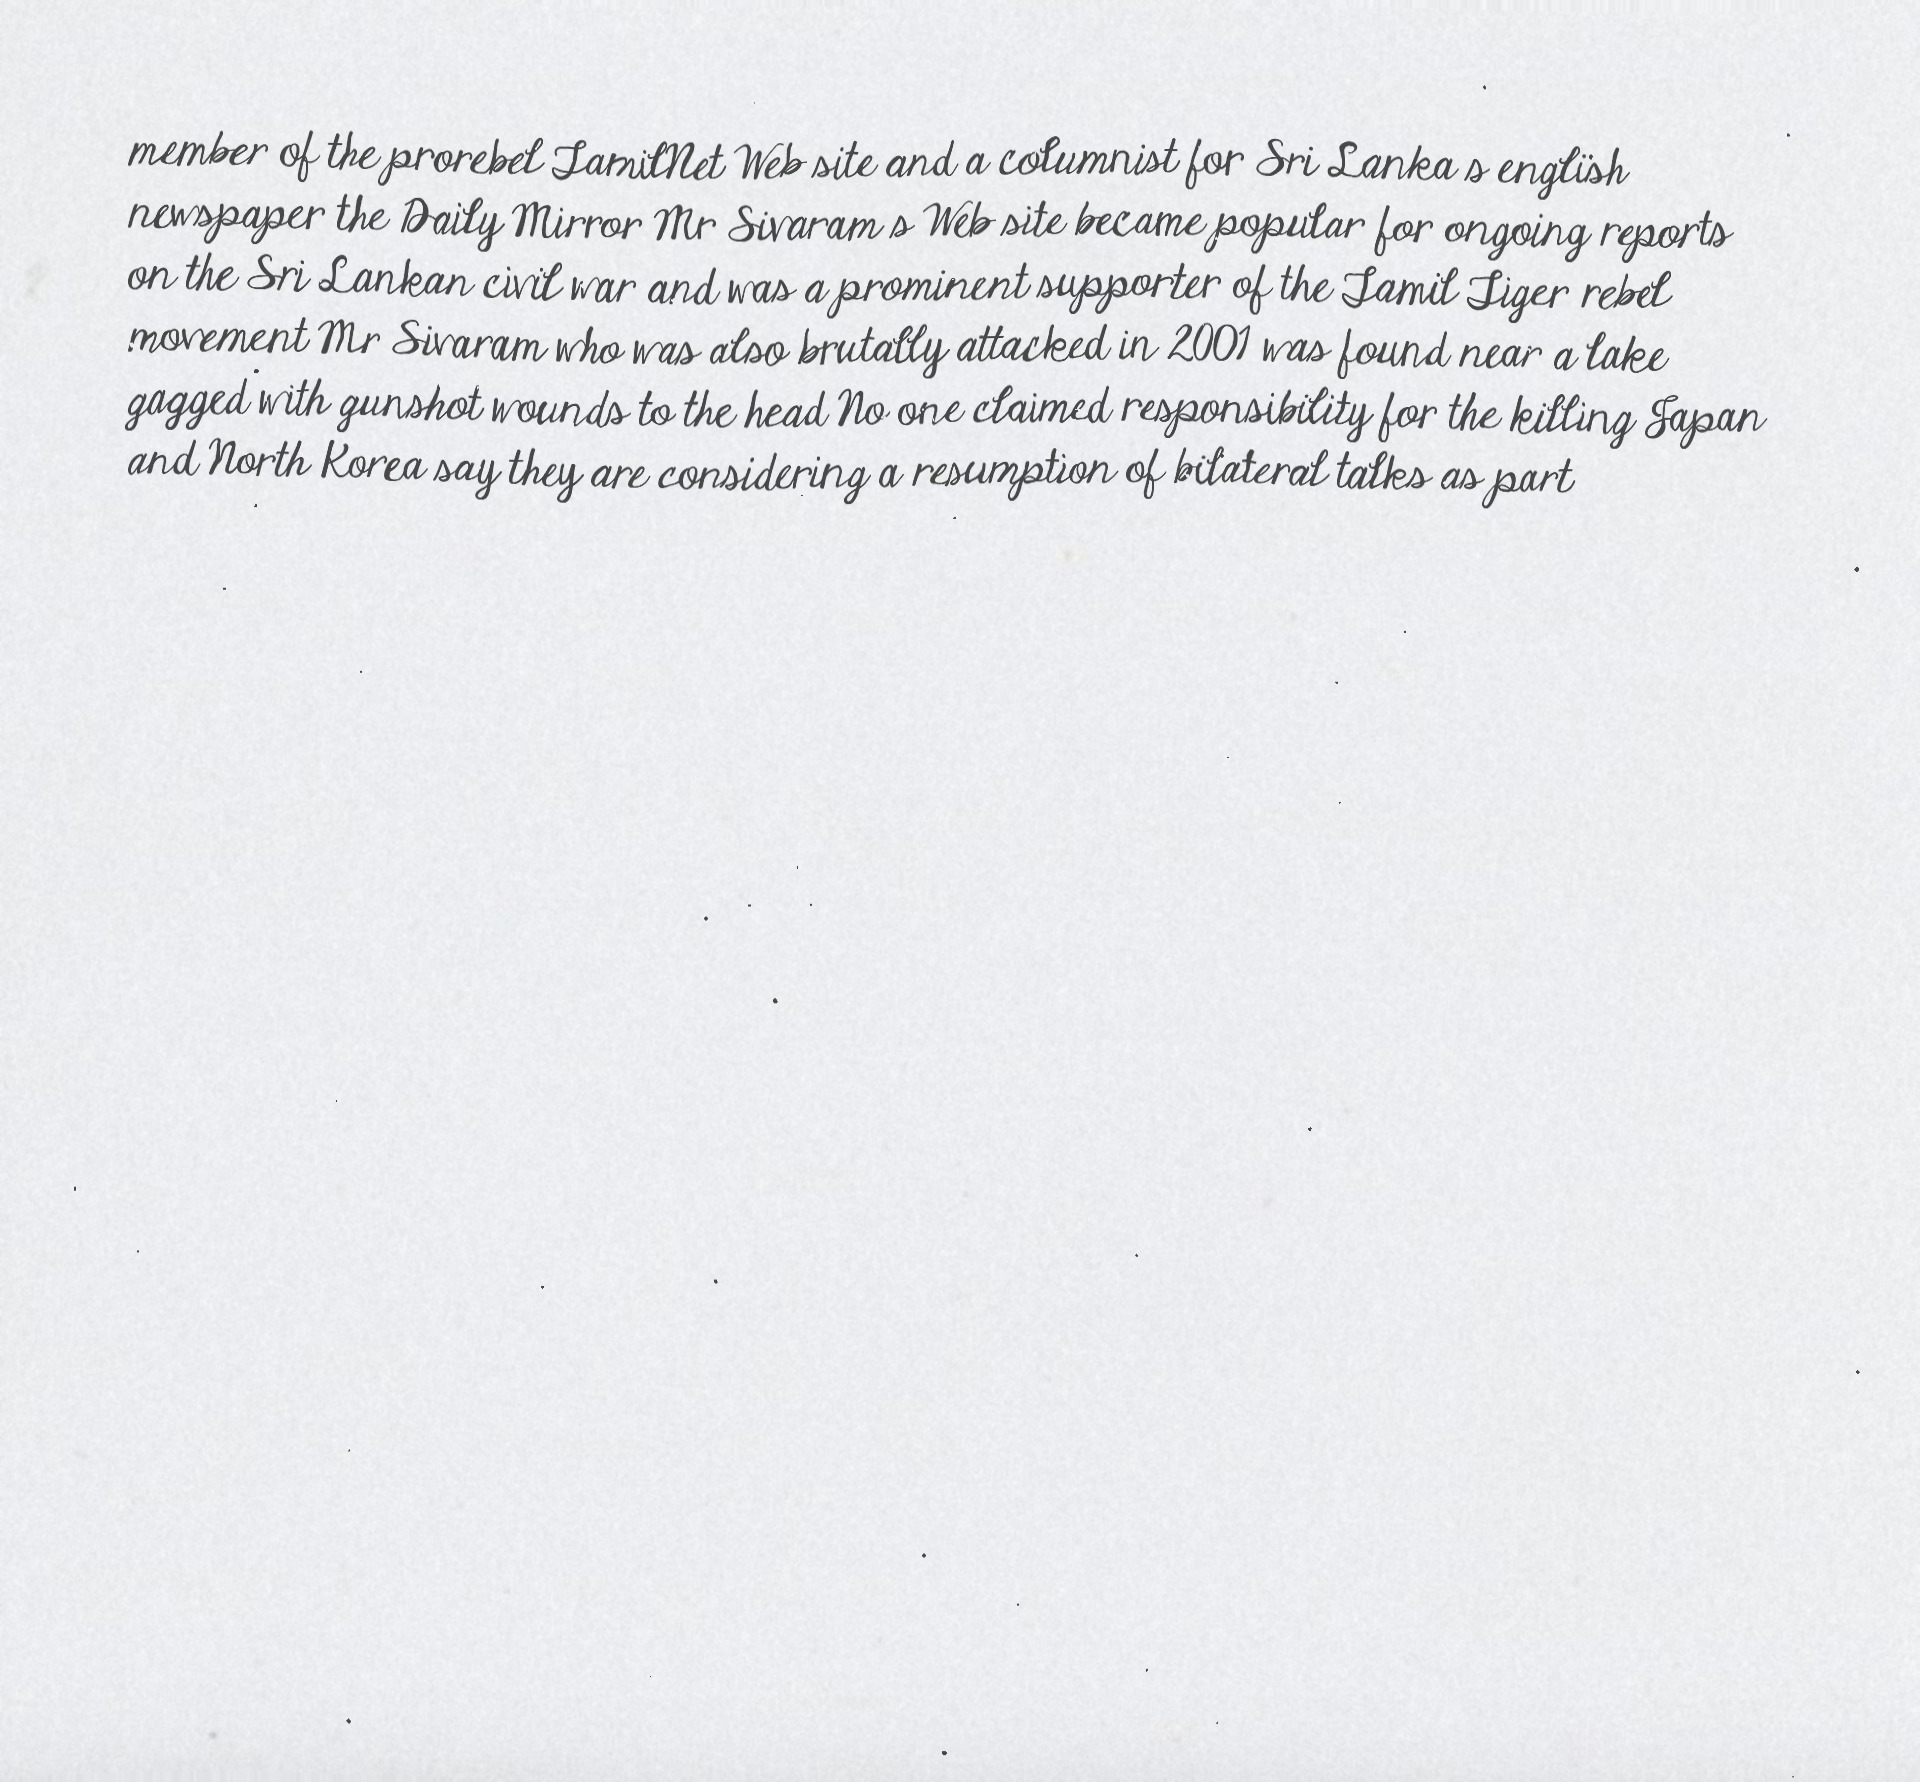 member of the prorebel TamilNet Web site and a columnist for Sri Lanka s english
newspaper the Daily Mirror Mr Sivaram s Web site became popular for ongoing reports
on the Sri Lankan civil war and was a prominent supporter of the Tamil Tiger rebel
movement Mr Sivaram who was also brutally attacked in 2001 was found near a lake
gagged with gunshot wounds to the head No one claimed responsibility for the killing Japan
and North Korea say they are considering a resumption of bilateral talks as part